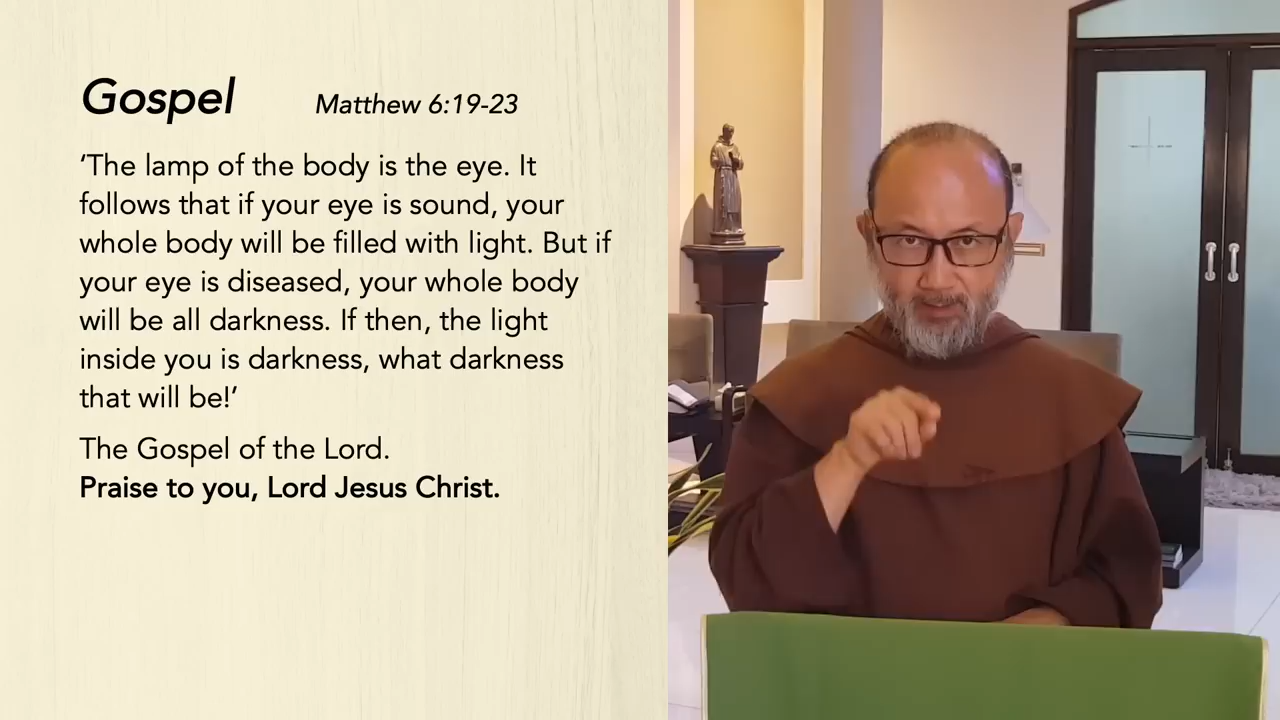 Gospel Matthew 6:19-23
‘The lamp of the body is the eye. It
follows that if your eye is sound, your
whole body will be filled with light. But if
your eye is diseased, your whole body
will be all darkness. If then, the light
inside you is darkness, what darkness
that will be!’
The Gospel of the Lord.
Praise to you, Lord Jesus Christ.